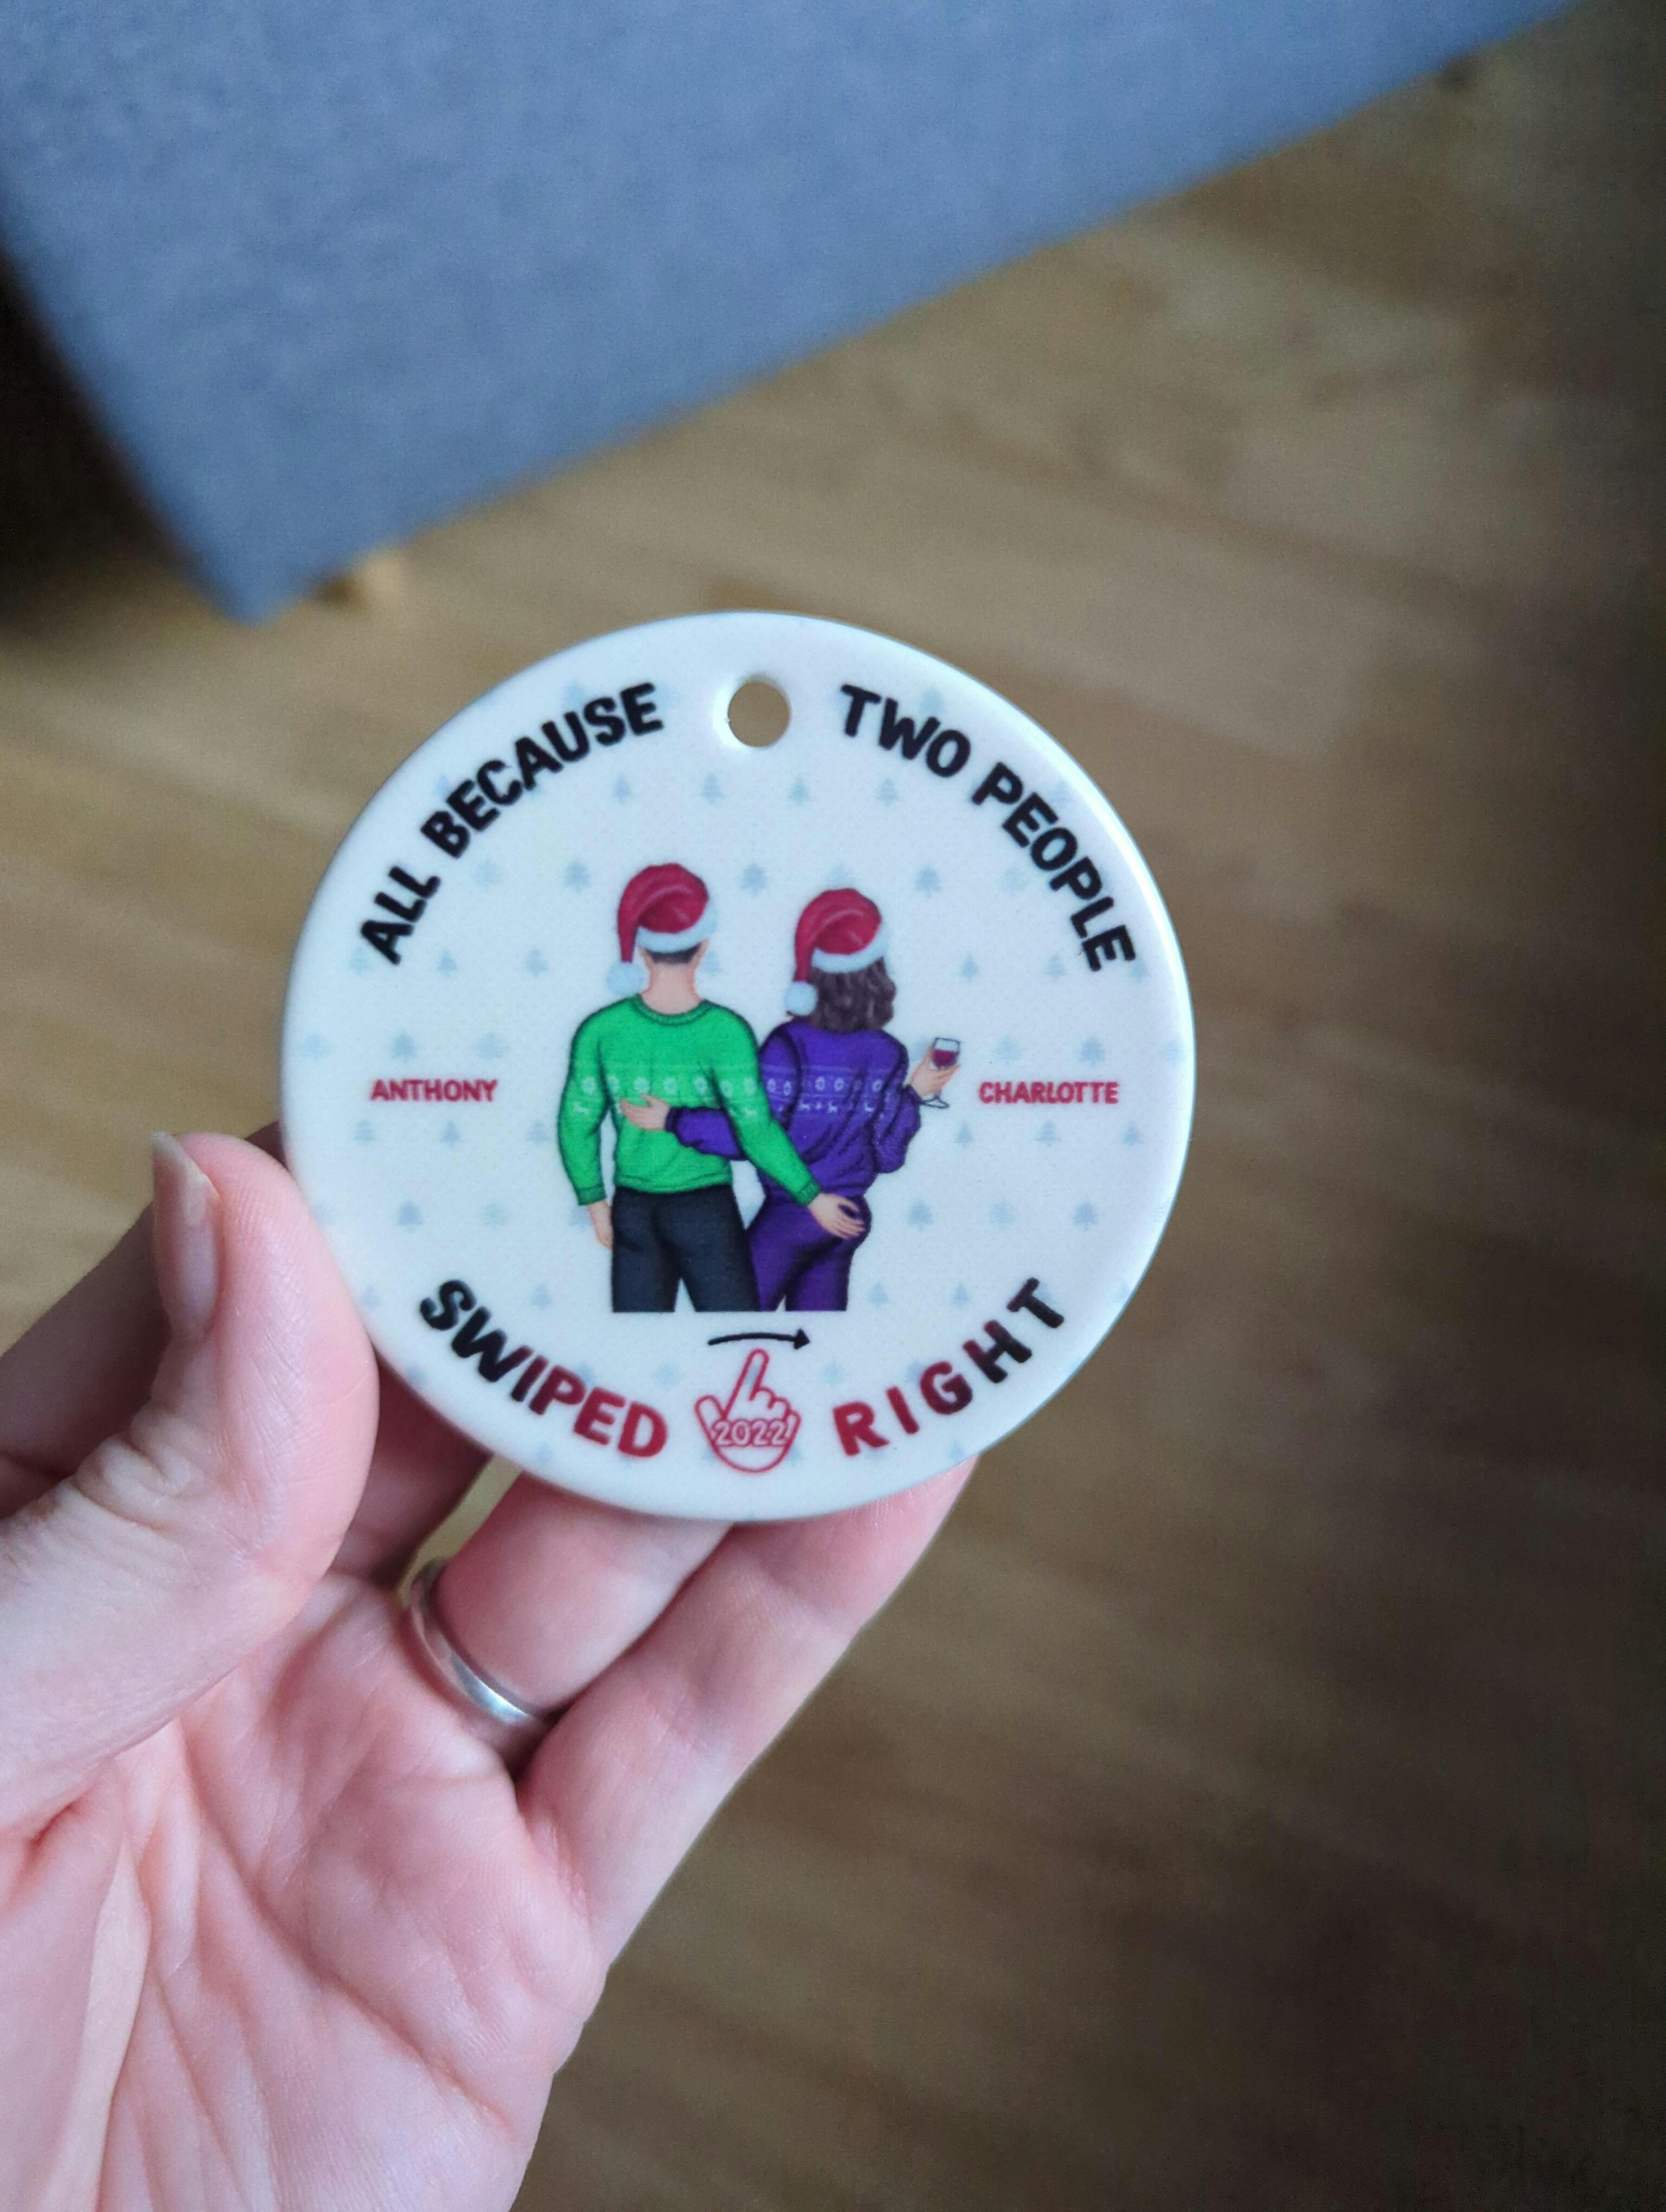 ALL BECAUSE
TWO PEOPLE
ANTHONY
CHARLOTTE
SWIPED
2022
RIGHT